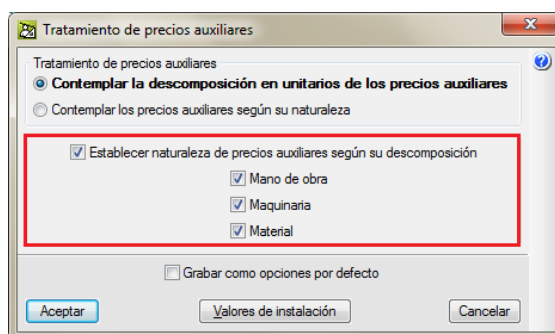 Tratamiento de precios auxiliares
Tratamiento de precios auxiliares
Contemplar la descomposición en unitarios de los precios auxiliares
Contemplar los precios auxiliares según su naturaleza
Establecer naturaleza de precios auxiliares según su descomposición
Mano de obra
Maquinaria
Material
Grabar como opciones por defecto
Aceptar Valores de instalación Cancelar